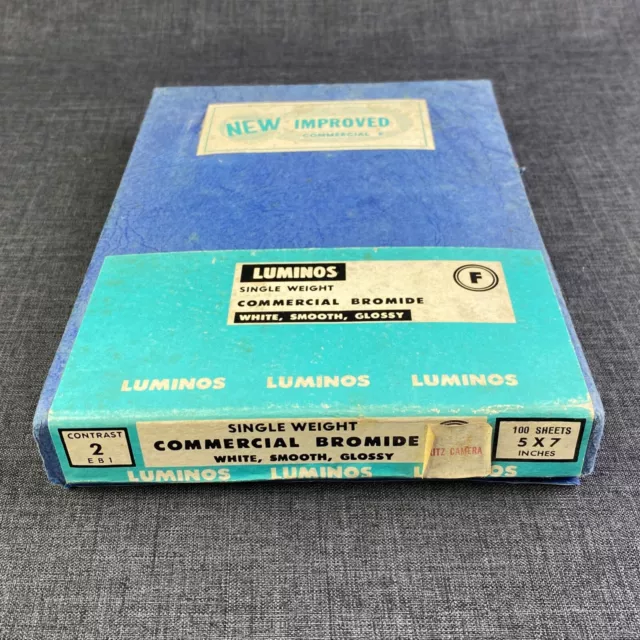 NEW IMPROVED
COMMERCIAL F
LUMINOS
SINGLE WEIGHT
COMMERCIAL BROMIDE
WHITE, SMOOTH, GLOSSY
F
LUMINOS LUMINOS LUMINOS
CONTRAST
2
EB1
SINGLE WEIGHT
COMMERCIAL BROMIDE
WHITE, SMOOTH, GLOSSY
CAMERA
100 SHEETS
5 X 7
INCHES
LUMINOS LUMINOS LUMINOS